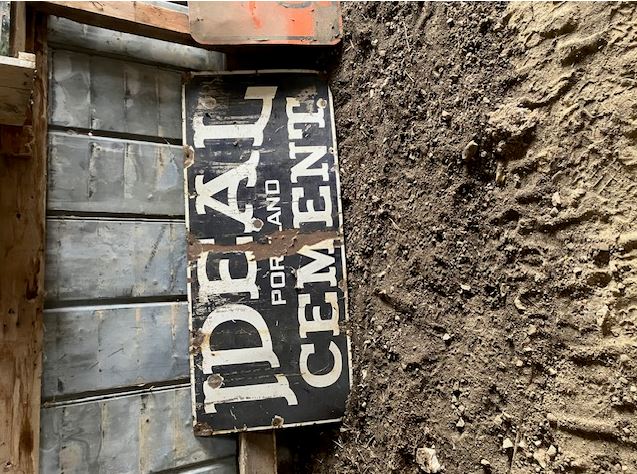 IDEAL
POR AND
CEMENT